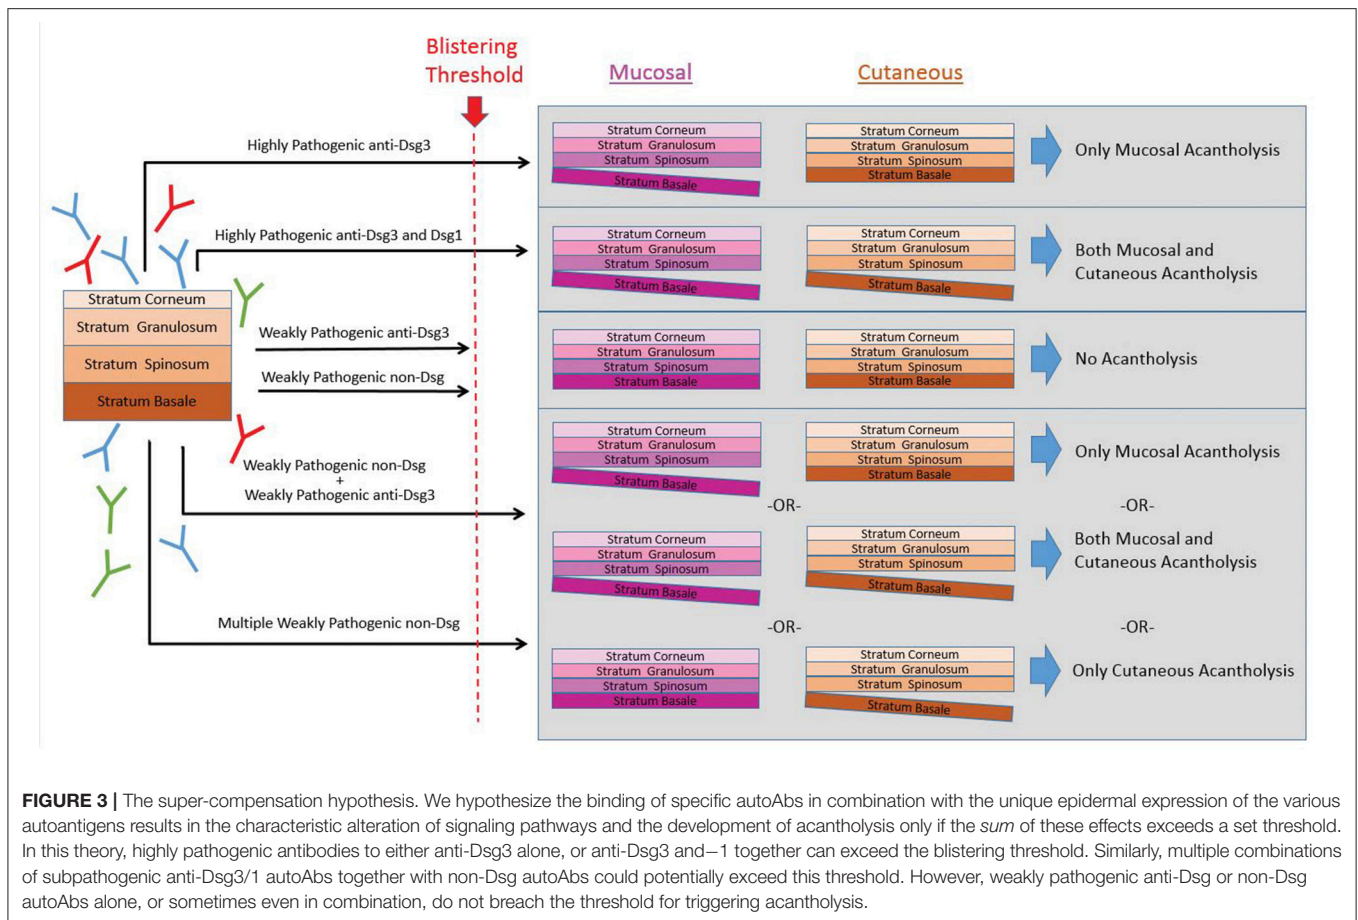 Blistering
Threshold
Mucosal
Cutaneous
Highly Pathogenic anti-Dsg3
Stratum Corneum
Stratum Granulosum
Stratum Spinosum
Stratum Basale
Stratum Corneum
Stratum Granulosum
Stratum Spinosum
Stratum Basale
Only Mucosal Acantholysis
Highly Pathogenic anti-Dsg3 and Dsg1
Stratum Corneum
Stratum Granulosum
Stratum Spinosum
Stratum Basale
Stratum Corneum
Stratum Granulosum
Stratum Spinosum
Stratum Basale
Both Mucosal and
Cutaneous Acantholysis
Stratum Corneum
Stratum Granulosum
Stratum Spinosum
Stratum Basale
Weakly Pathogenic anti-Dsg3
Weakly Pathogenic non-Dsg
Stratum Corneum
Stratum Granulosum
Stratum Spinosum
Stratum Basale
Stratum Corneum
Stratum Granulosum
Stratum Spinosum
Stratum Basale
No Acantholysis
Weakly Pathogenic non-Dsg
+
Weakly Pathogenic anti-Dsg3
Stratum Corneum
Stratum Granulosum
Stratum Spinosum
Stratum Basale
Stratum Corneum
Stratum Granulosum
Stratum Spinosum
Stratum Basale
Only Mucosal Acantholysis
-OR-
-OR-
Stratum Corneum
Stratum Granulosum
Stratum Spinosum
Stratum Basale
Stratum Corneum
Stratum Granulosum
Stratum Spinosum
Stratum Basale
Both Mucosal and
Cutaneous Acantholysis
Multiple Weakly Pathogenic non-Dsg
-OR-
-OR-
Stratum Corneum
Stratum Granulosum
Stratum Spinosum
Stratum Basale
Stratum Corneum
Stratum Granulosum
Stratum Spinosum
Stratum Basale
Only Cutaneous Acantholysis
FIGURE 3 | The super-compensation hypothesis. We hypothesize the binding of specific autoAbs in combination with the unique epidermal expression of the various
autoantigens results in the characteristic alteration of signaling pathways and the development of acantholysis only if the sum of these effects exceeds a set threshold.
In this theory, highly pathogenic antibodies to either anti-Dsg3 alone, or anti-Dsg3 and−1 together can exceed the blistering threshold. Similarly, multiple combinations
of subpathogenic anti-Dsg3/1 autoAbs together with non-Dsg autoAbs could potentially exceed this threshold. However, weakly pathogenic anti-Dsg or non-Dsg
autoAbs alone, or sometimes even in combination, do not breach the threshold for triggering acantholysis.